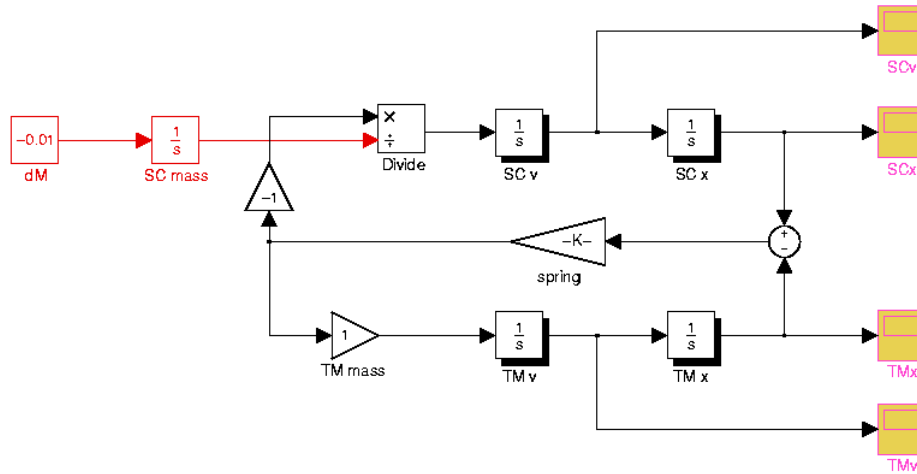 SCv
-0.01
dM
1
s
SC mass
×
÷
Divide
1
s
SC v
1
s
SC x
SCx
-1
-K-
spring
+
-
1
TM mass
1
s
TM v
1
s
TM x
TMx
TMv